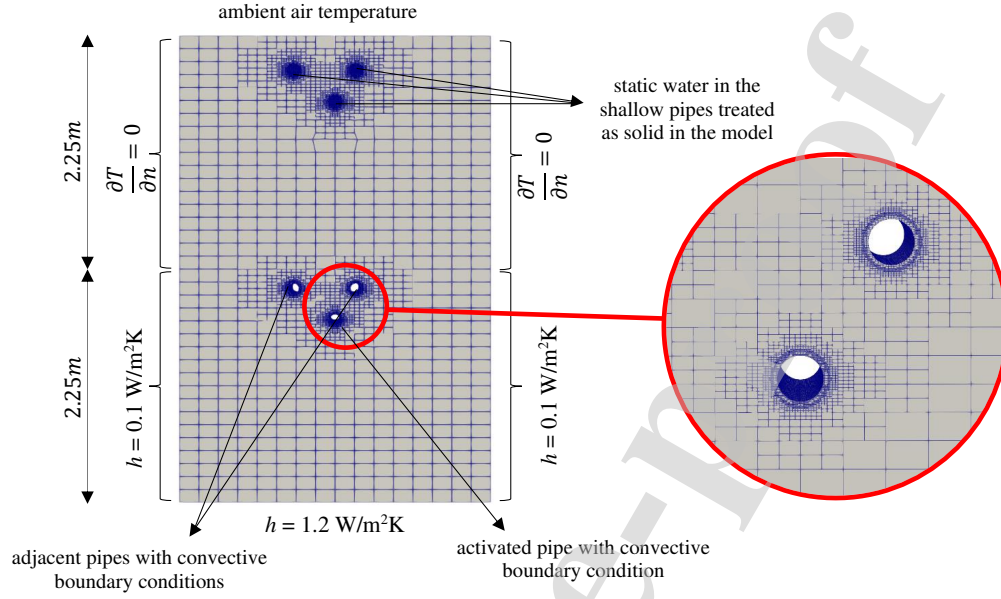 ambient air temperature
static water in the
shallow pipes treated
as solid in the model
2.25m
∂T/∂n = 0
∂T/∂n = 0
2.25m
h = 0.1 W/m²K
h = 0.1 W/m²K
h = 1.2 W/m²K
adjacent pipes with convective
boundary conditions
activated pipe with convective
boundary condition
e-proof